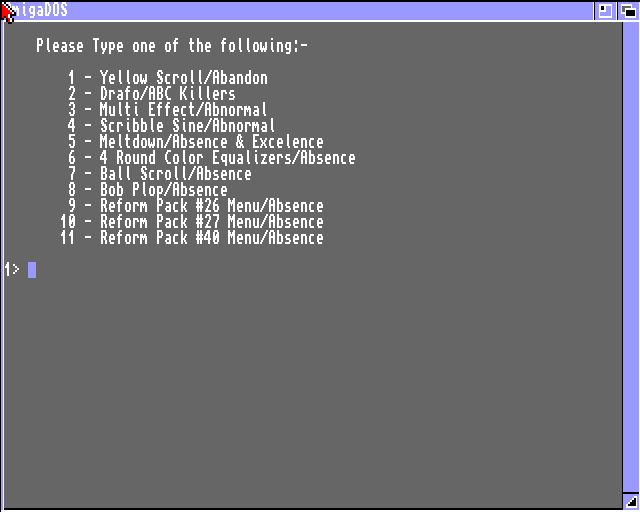 migaDOS
Please Type one of the following:-
1 - Yellow Scroll/Abandon
2 - Drafo/ABC Killers
3 - Multi Effect/Abnormal
4 - Scribble Sine/Abnormal
5 - Meltdown/Absence & Excelence
6 - 4 Round Color Equalizers/Absence
7 - Ball Scroll/Absence
8 - Bob Plop/Absence
9 - Reform Pack #26 Menu/Absence
10 - Reform Pack #27 Menu/Absence
11 - Reform Pack #40 Menu/Absence
1>